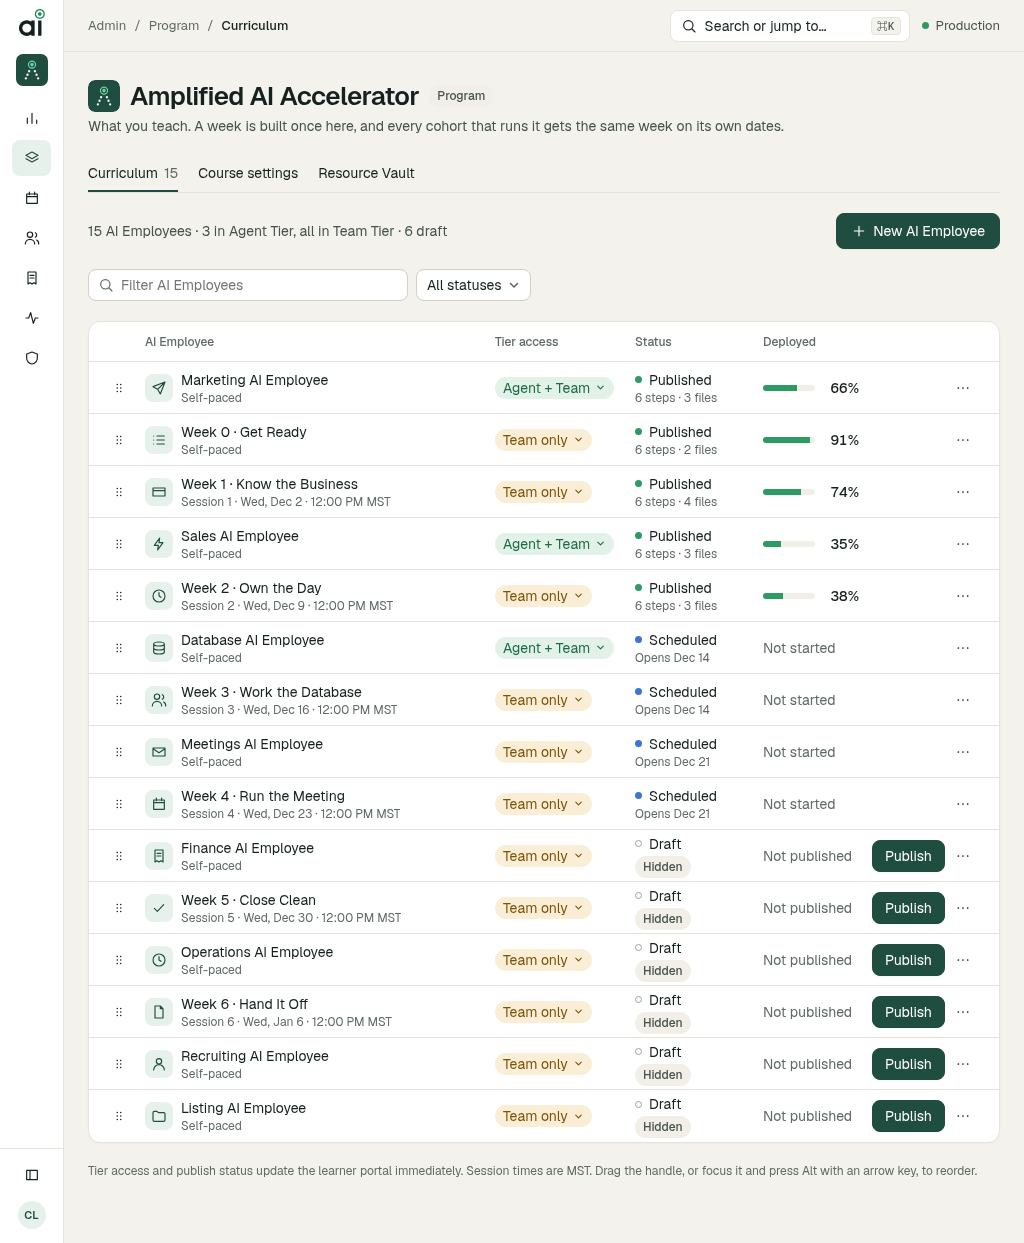 ai
Admin / Program / Curriculum
Search or jump to…
⌘K
Production
Amplified AI Accelerator
Program
What you teach. A week is built once here, and every cohort that runs it gets the same week on its own dates.
Curriculum 15
Course settings
Resource Vault
15 AI Employees · 3 in Agent Tier, all in Team Tier · 6 draft
New AI Employee
Filter AI Employees
All statuses
AI Employee
Tier access
Status
Deployed
Marketing AI Employee
Self-paced
Agent + Team
Published
6 steps · 3 files
66%
Week 0 · Get Ready
Self-paced
Team only
Published
6 steps · 2 files
91%
Week 1 · Know the Business
Session 1 · Wed, Dec 2 · 12:00 PM MST
Team only
Published
6 steps · 4 files
74%
Sales AI Employee
Self-paced
Agent + Team
Published
6 steps · 3 files
35%
Week 2 · Own the Day
Session 2 · Wed, Dec 9 · 12:00 PM MST
Team only
Published
6 steps · 3 files
38%
Database AI Employee
Self-paced
Agent + Team
Scheduled
Opens Dec 14
Not started
Week 3 · Work the Database
Session 3 · Wed, Dec 16 · 12:00 PM MST
Team only
Scheduled
Opens Dec 14
Not started
Meetings AI Employee
Self-paced
Team only
Scheduled
Opens Dec 21
Not started
Week 4 · Run the Meeting
Session 4 · Wed, Dec 23 · 12:00 PM MST
Team only
Scheduled
Opens Dec 21
Not started
Finance AI Employee
Self-paced
Team only
Draft
Hidden
Not published
Publish
Week 5 · Close Clean
Session 5 · Wed, Dec 30 · 12:00 PM MST
Team only
Draft
Hidden
Not published
Publish
Operations AI Employee
Self-paced
Team only
Draft
Hidden
Not published
Publish
Week 6 · Hand It Off
Session 6 · Wed, Jan 6 · 12:00 PM MST
Team only
Draft
Hidden
Not published
Publish
Recruiting AI Employee
Self-paced
Team only
Draft
Hidden
Not published
Publish
Listing AI Employee
Self-paced
Team only
Draft
Hidden
Not published
Publish
Tier access and publish status update the learner portal immediately. Session times are MST. Drag the handle, or focus it and press Alt with an arrow key, to reorder.
CL